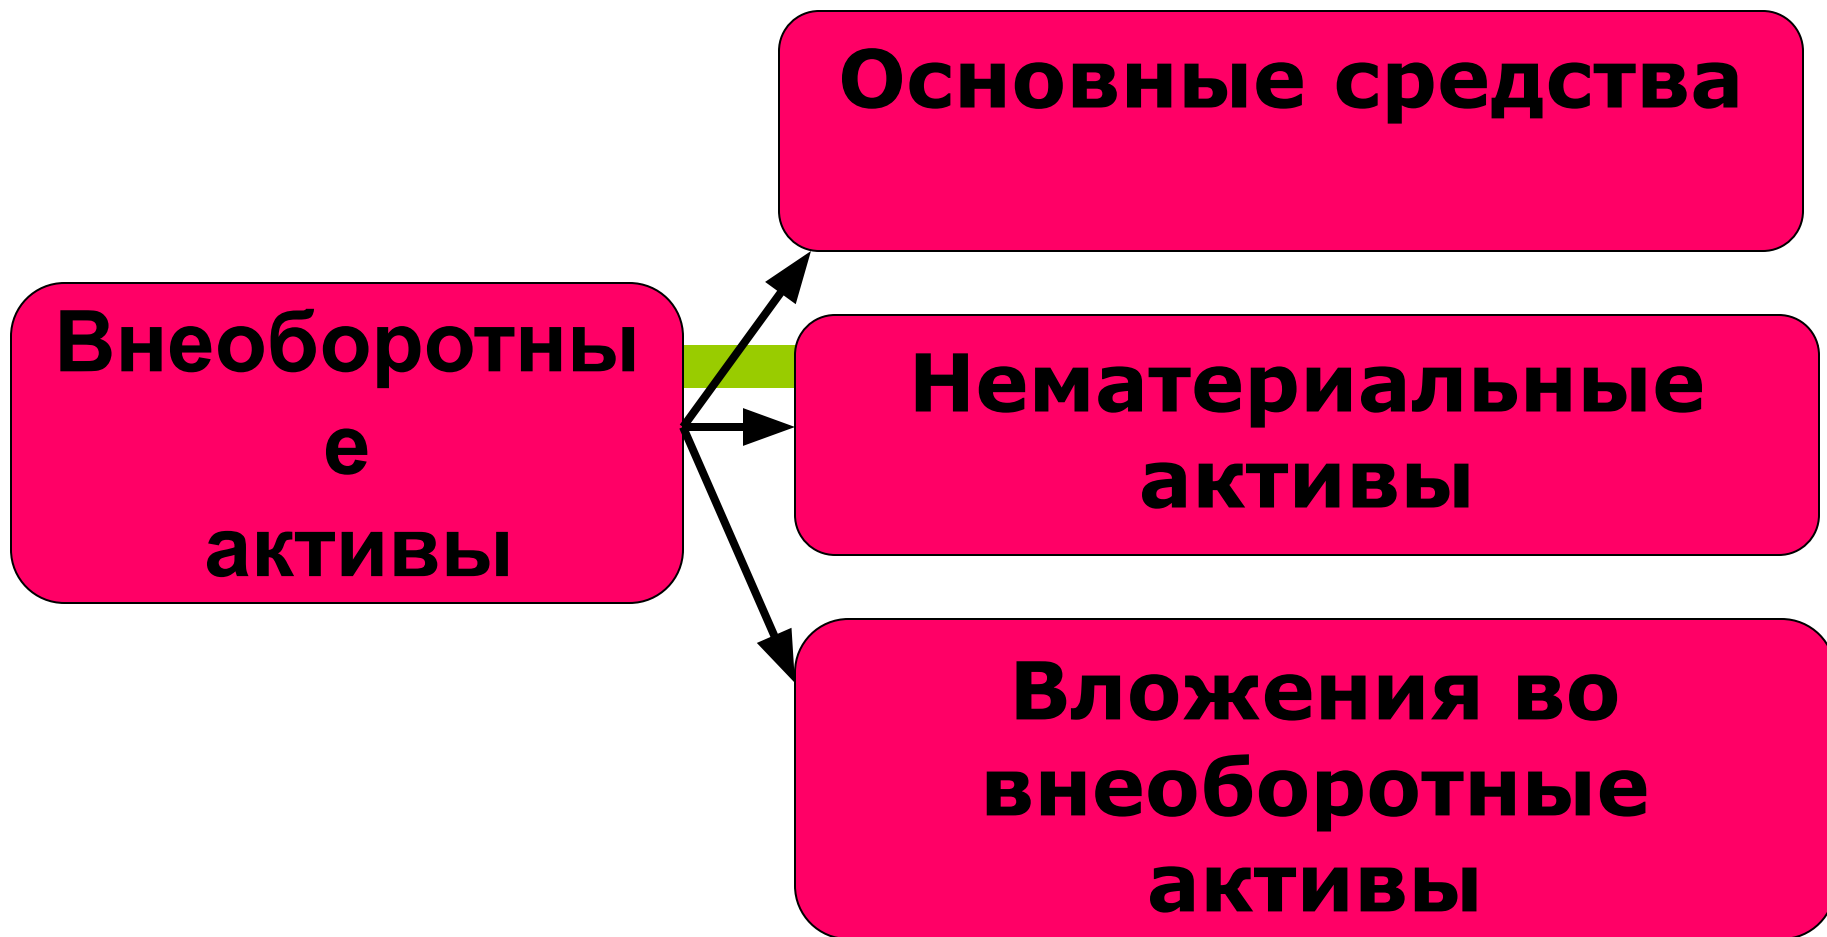 Внеоборотны
е
активы
Основные средства
Нематериальные
активы
Вложения во
внеоборотные
активы